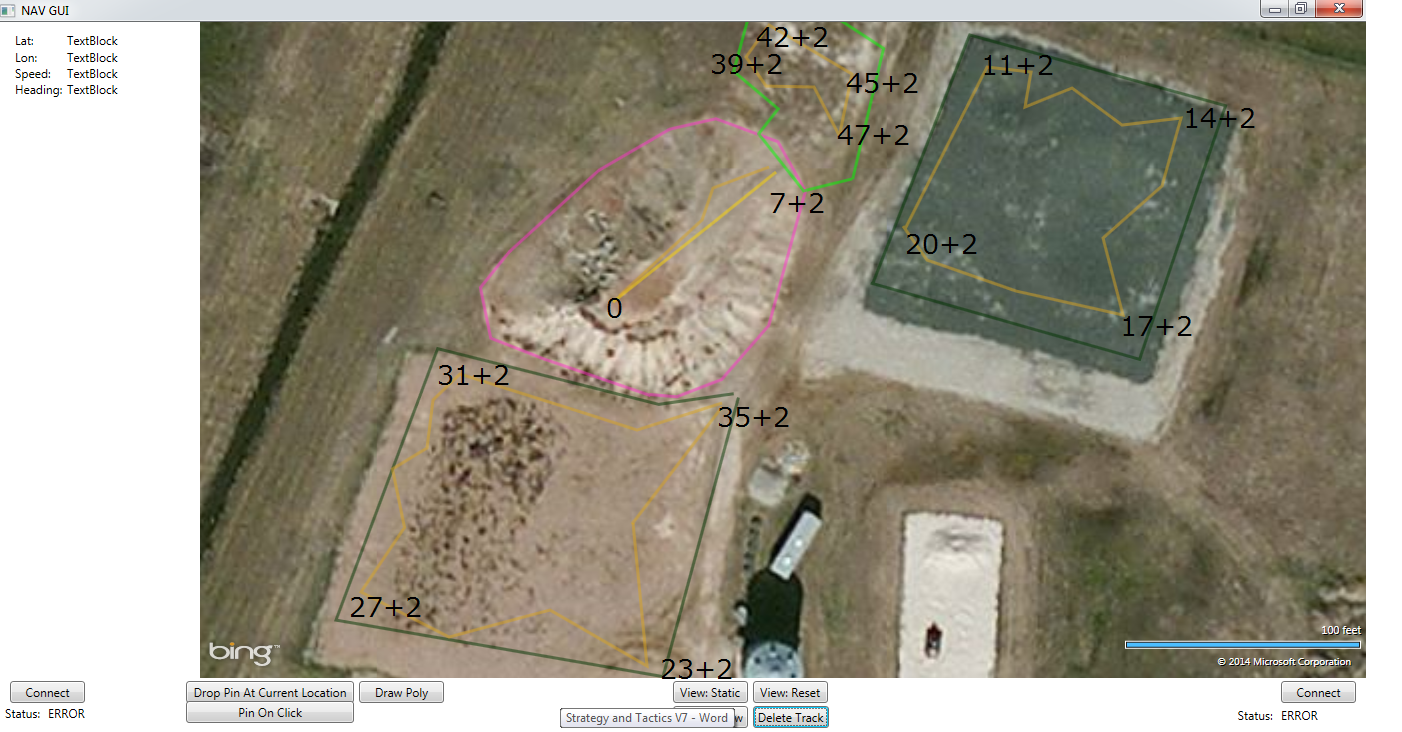 NAV GUI
Lat: TextBlock
Lon: TextBlock
Speed: TextBlock
Heading: TextBlock
42+2
39+2
11+2
45+2
14+2
47+2
7+2
20+2
0
17+2
31+2
35+2
27+2
23+2
bing™
100 feet
© 2014 Microsoft Corporation
Connect
Status: ERROR
Drop Pin At Current Location
Draw Poly
Pin On Click
View: Static
View: Reset
Strategy and Tactics V7 - Word
w
Delete Track
Connect
Status: ERROR